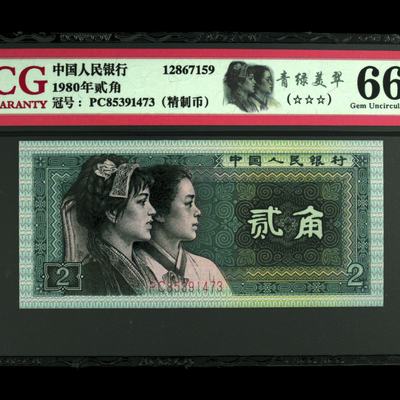 CG
WARRANTY
中国人民银行 12867159
1980年贰角
冠号：PC85391473（精制币）
青绿美翠
(☆☆☆)
66
Gem Uncircul
中国人民银行
贰角
2
2
PC85391473